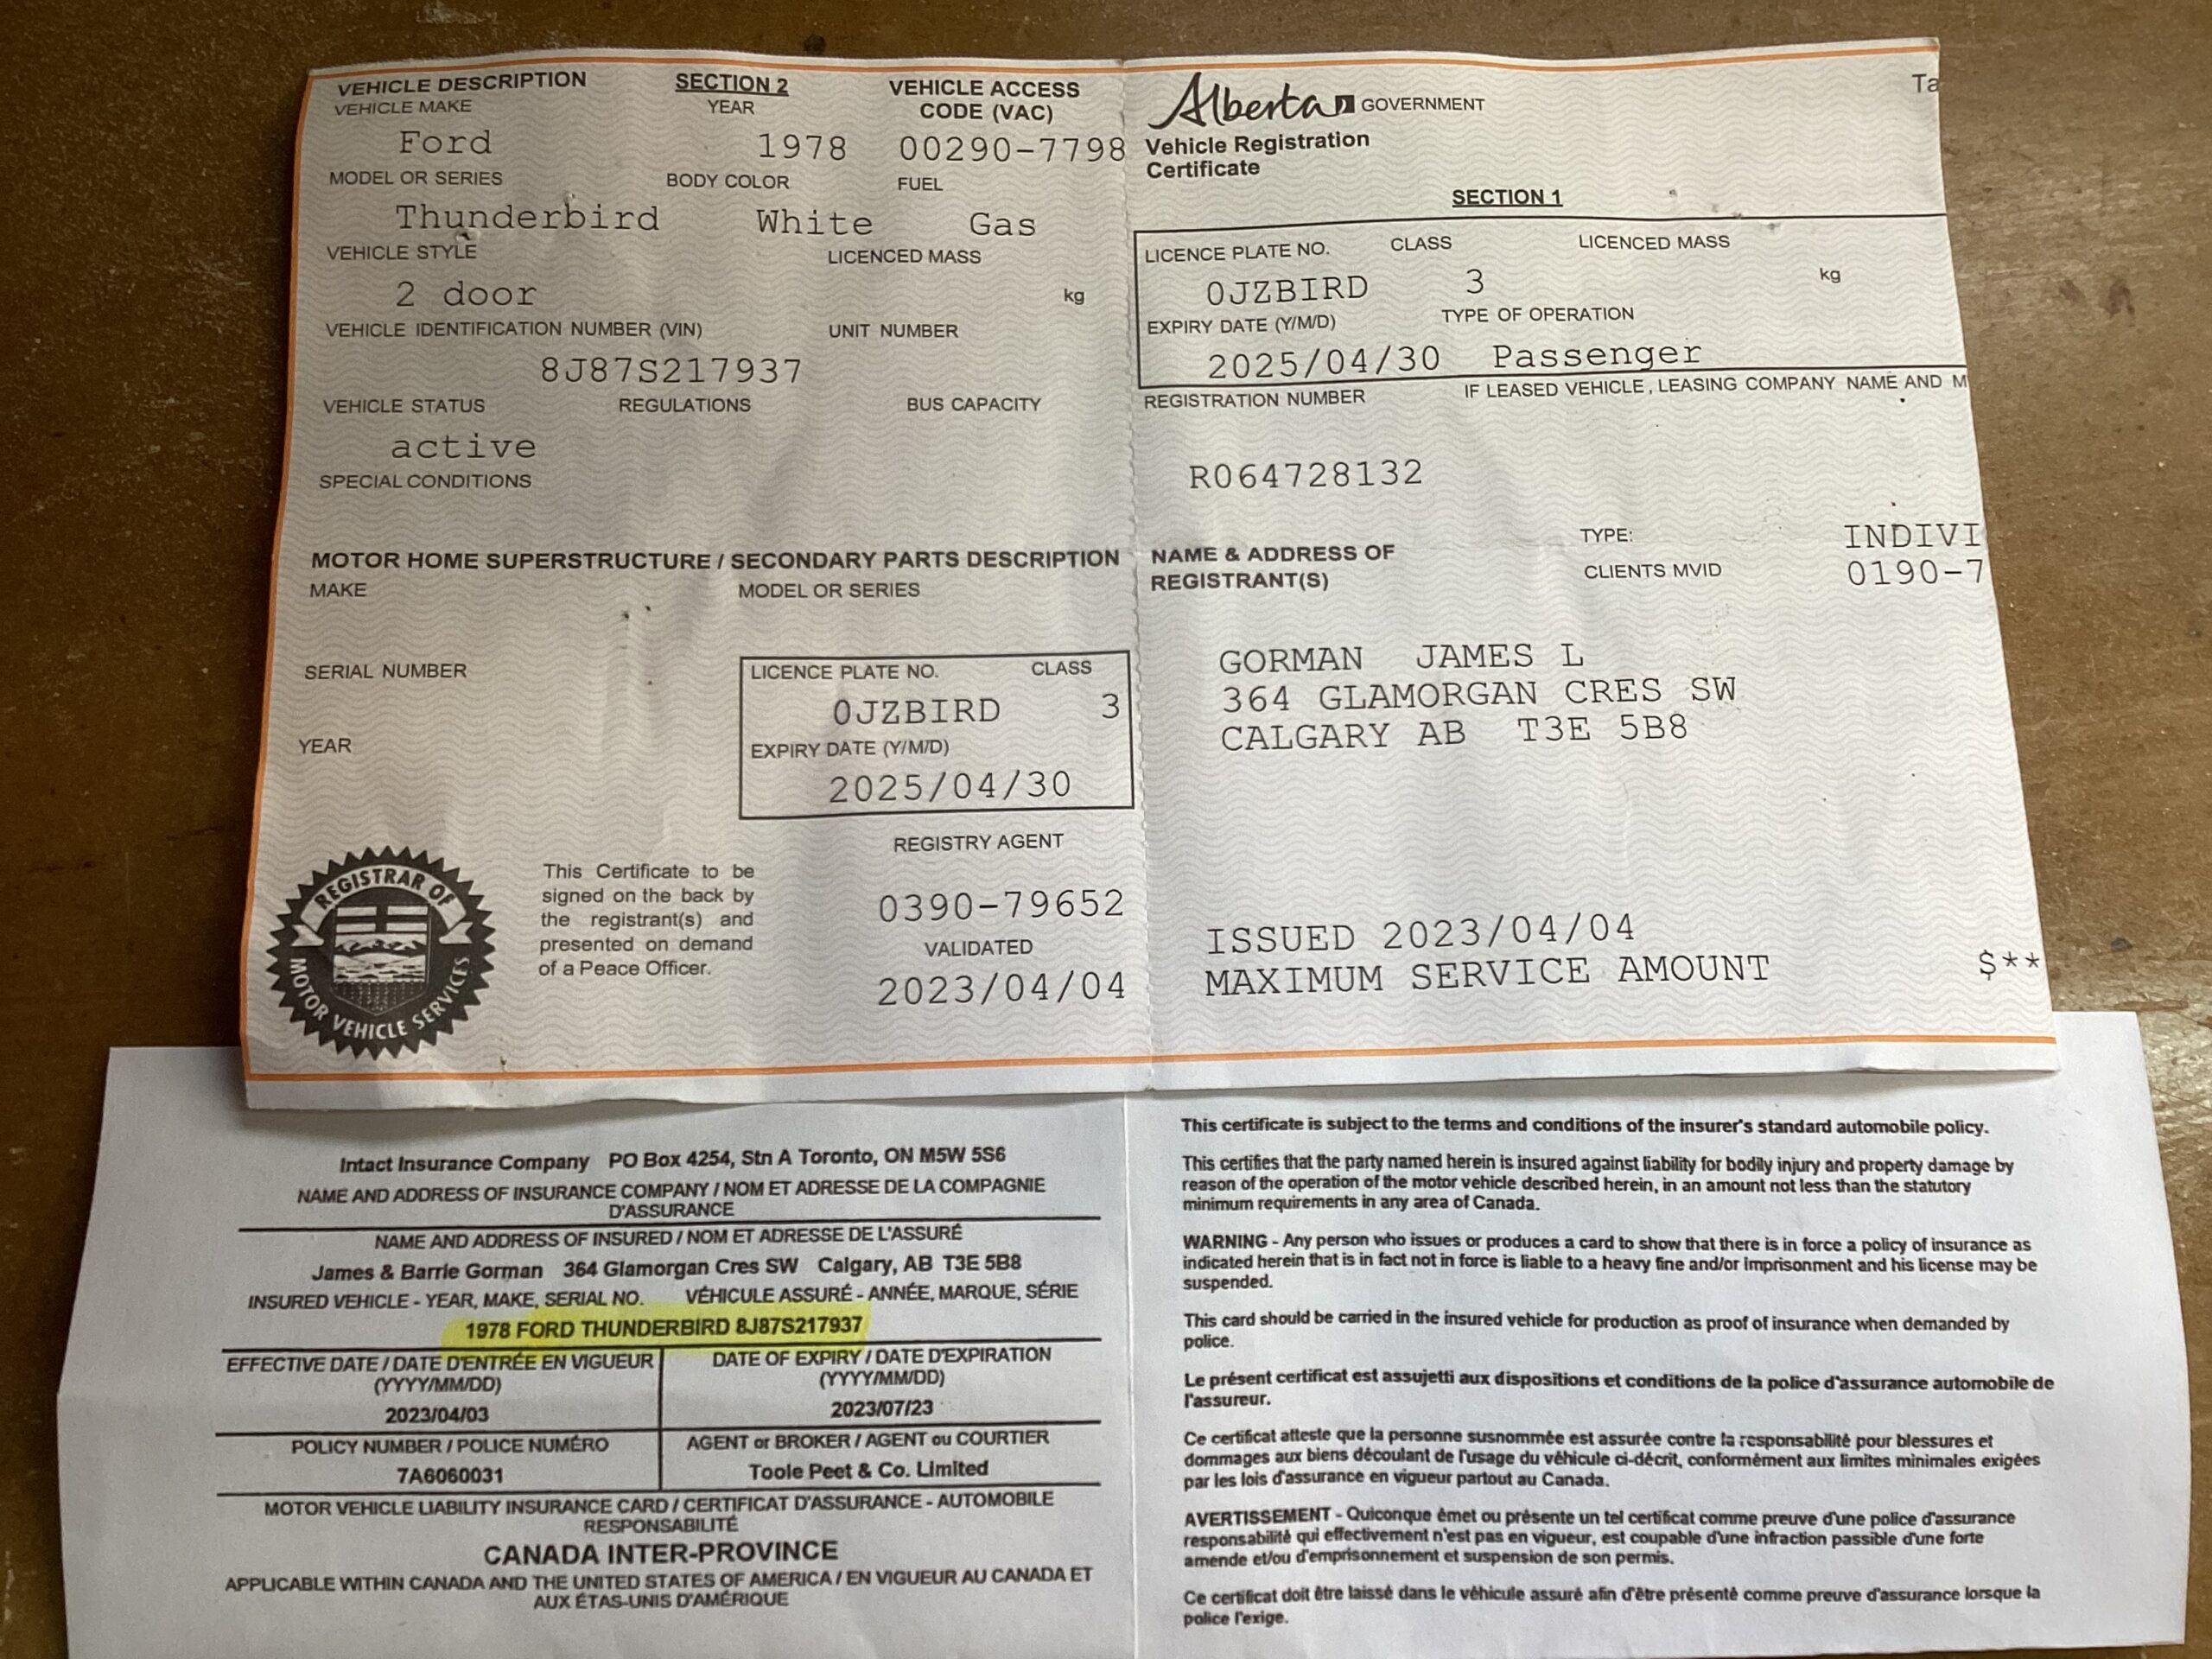 VEHICLE DESCRIPTION SECTION 2 VEHICLE ACCESS
VEHICLE MAKE YEAR CODE (VAC)
Ford 1978 00290-7798
MODEL OR SERIES BODY COLOR FUEL
Thunderbird White Gas
VEHICLE STYLE LICENCED MASS
2 door kg
VEHICLE IDENTIFICATION NUMBER (VIN) UNIT NUMBER
8J87S217937
VEHICLE STATUS REGULATIONS BUS CAPACITY
active
SPECIAL CONDITIONS
MOTOR HOME SUPERSTRUCTURE / SECONDARY PARTS DESCRIPTION
MAKE MODEL OR SERIES
SERIAL NUMBER
YEAR
LICENCE PLATE NO. CLASS
0JZBIRD 3
EXPIRY DATE (Y/M/D)
2025/04/30
REGISTRAR OF
MOTOR VEHICLE SERVICES
This Certificate to be
signed on the back by
the registrant(s) and
presented on demand
of a Peace Officer.
REGISTRY AGENT
0390-79652
VALIDATED
2023/04/04
Alberta GOVERNMENT Ta
Vehicle Registration
Certificate
SECTION 1
LICENCE PLATE NO. CLASS LICENCED MASS
0JZBIRD 3 kg
EXPIRY DATE (Y/M/D) TYPE OF OPERATION
2025/04/30 Passenger
REGISTRATION NUMBER IF LEASED VEHICLE, LEASING COMPANY NAME AND M
R064728132
NAME & ADDRESS OF TYPE: INDIVI
REGISTRANT(S) CLIENTS MVID 0190-7
GORMAN JAMES L
364 GLAMORGAN CRES SW
CALGARY AB T3E 5B8
ISSUED 2023/04/04
MAXIMUM SERVICE AMOUNT $**
Intact Insurance Company PO Box 4254, Stn A Toronto, ON M5W 5S6
NAME AND ADDRESS OF INSURANCE COMPANY / NOM ET ADRESSE DE LA COMPAGNIE
D'ASSURANCE
NAME AND ADDRESS OF INSURED / NOM ET ADRESSE DE L'ASSURÉ
James & Barrie Gorman 364 Glamorgan Cres SW Calgary, AB T3E 5B8
INSURED VEHICLE - YEAR, MAKE, SERIAL NO. VÉHICULE ASSURÉ - ANNÉE, MARQUE, SÉRIE
1978 FORD THUNDERBIRD 8J87S217937
EFFECTIVE DATE / DATE D'ENTRÉE EN VIGUEUR
(YYYY/MM/DD)
2023/04/03
DATE OF EXPIRY / DATE D'EXPIRATION
(YYYY/MM/DD)
2023/07/23
POLICY NUMBER / POLICE NUMÉRO
7A6060031
AGENT or BROKER / AGENT ou COURTIER
Toole Peet & Co. Limited
MOTOR VEHICLE LIABILITY INSURANCE CARD / CERTIFICAT D'ASSURANCE - AUTOMOBILE
RESPONSABILITÉ
CANADA INTER-PROVINCE
APPLICABLE WITHIN CANADA AND THE UNITED STATES OF AMERICA / EN VIGUEUR AU CANADA ET
AUX ÉTAS-UNIS D'AMÉRIQUE
This certificate is subject to the terms and conditions of the insurer's standard automobile policy.
This certifies that the party named herein is insured against liability for bodily injury and property damage by
reason of the operation of the motor vehicle described herein, in an amount not less than the statutory
minimum requirements in any area of Canada.
WARNING - Any person who issues or produces a card to show that there is in force a policy of insurance as
indicated herein that is in fact not in force is liable to a heavy fine and/or imprisonment and his license may be
suspended.
This card should be carried in the insured vehicle for production as proof of insurance when demanded by
police.
Le présent certificat est assujetti aux dispositions et conditions de la police d'assurance automobile de
l'assureur.
Ce certificat atteste que la personne susnommée est assurée contre la responsabilité pour blessures et
dommages aux biens découlant de l'usage du véhicule ci-décrit, conformément aux limites minimales exigées
par les lois d'assurance en vigueur partout au Canada.
AVERTISSEMENT - Quiconque émet ou présente un tel certificat comme preuve d'une police d'assurance
responsabilité qui effectivement n'est pas en vigueur, est coupable d'une infraction passible d'une forte
amende et/ou d'emprisonnement et suspension de son permis.
Ce certificat doit être laissé dans le véhicule assuré afin d'être présenté comme preuve d'assurance lorsque la
police l'exige.